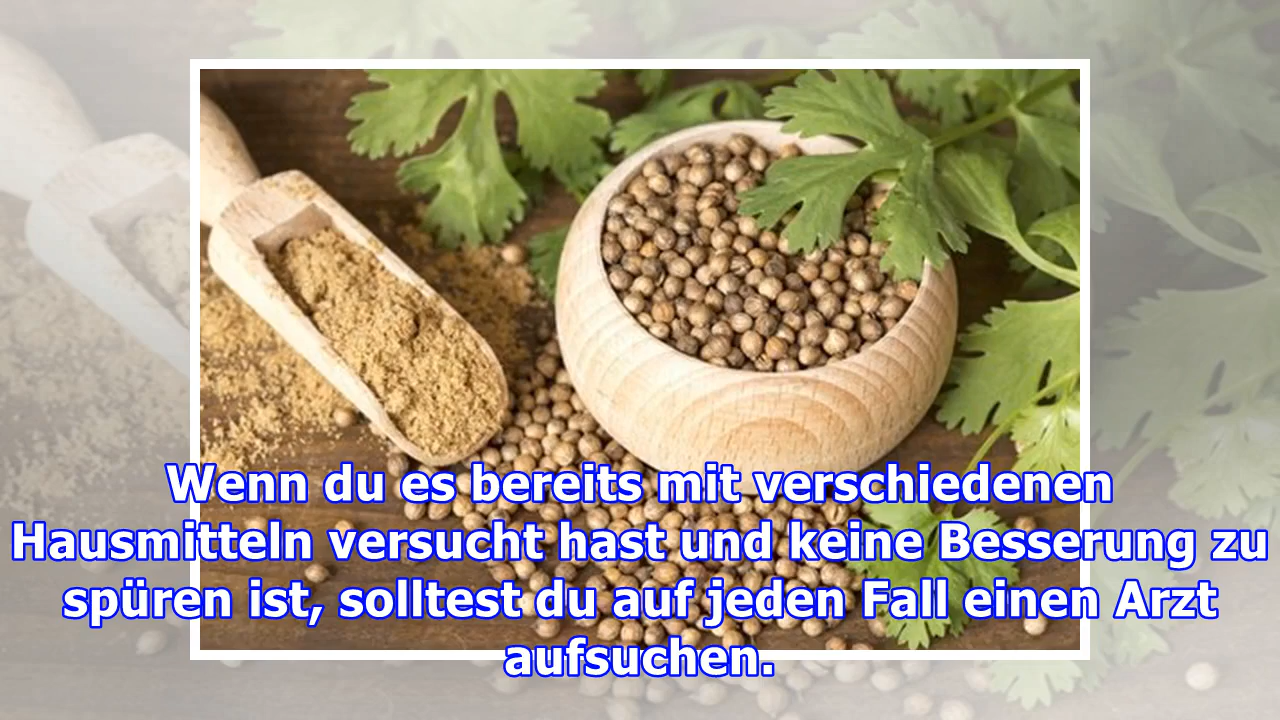 Wenn du es bereits mit verschiedenen
Hausmitteln versucht hast und keine Besserung zu
spüren ist, solltest du auf jeden Fall einen Arzt
aufsuchen.